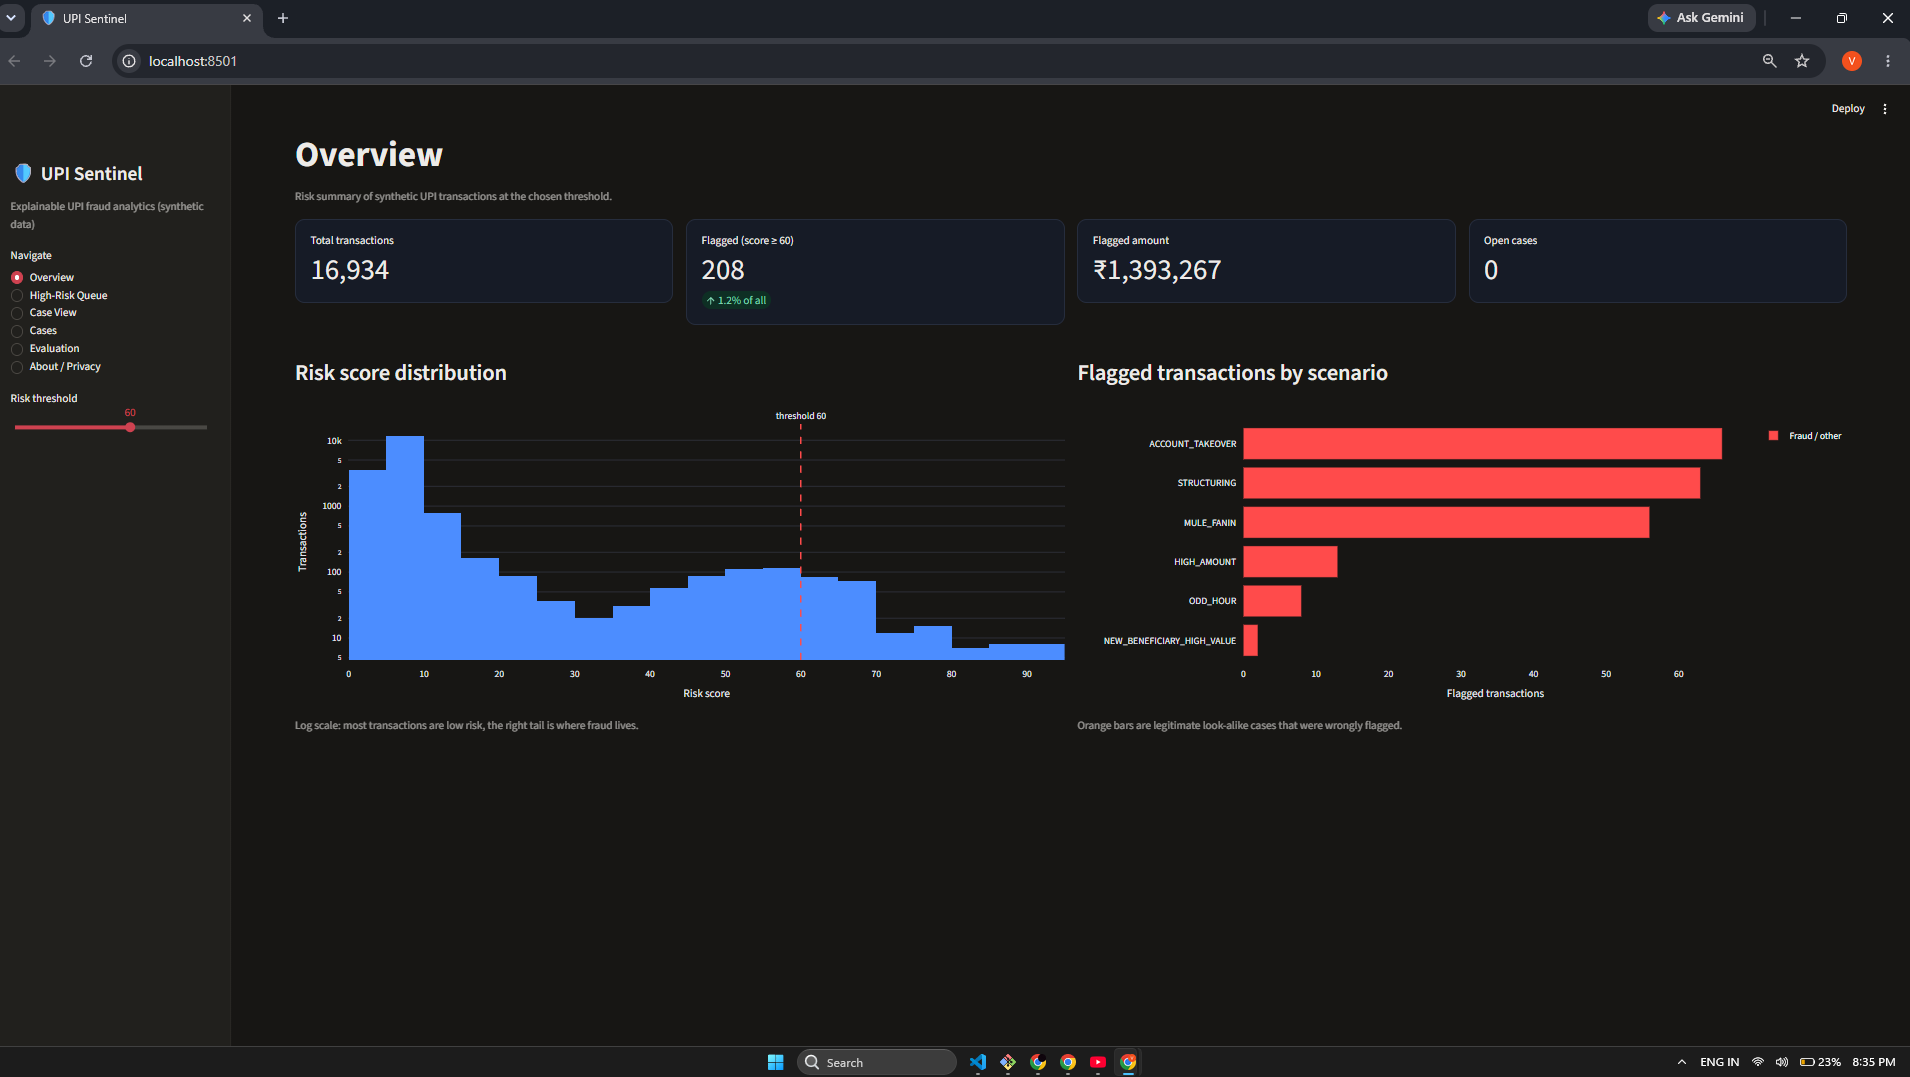 UPI Sentinel
Ask Gemini
localhost:8501
V
Deploy
UPI Sentinel
Explainable UPI fraud analytics (synthetic
data)
Navigate
Overview
High-Risk Queue
Case View
Cases
Evaluation
About / Privacy
Risk threshold
60
Overview
Risk summary of synthetic UPI transactions at the chosen threshold.
Total transactions
16,934
Flagged (score ≥ 60)
208
↑ 1.2% of all
Flagged amount
₹1,393,267
Open cases
0
Risk score distribution
threshold 60
Transactions
10k
5
2
1000
5
2
100
5
2
10
5
0 10 20 30 40 50 60 70 80 90
Risk score
Log scale: most transactions are low risk, the right tail is where fraud lives.
Flagged transactions by scenario
Fraud / other
ACCOUNT_TAKEOVER
STRUCTURING
MULE_FANIN
HIGH_AMOUNT
ODD_HOUR
NEW_BENEFICIARY_HIGH_VALUE
0 10 20 30 40 50 60
Flagged transactions
Orange bars are legitimate look-alike cases that were wrongly flagged.
Search
ENG IN
23%
8:35 PM